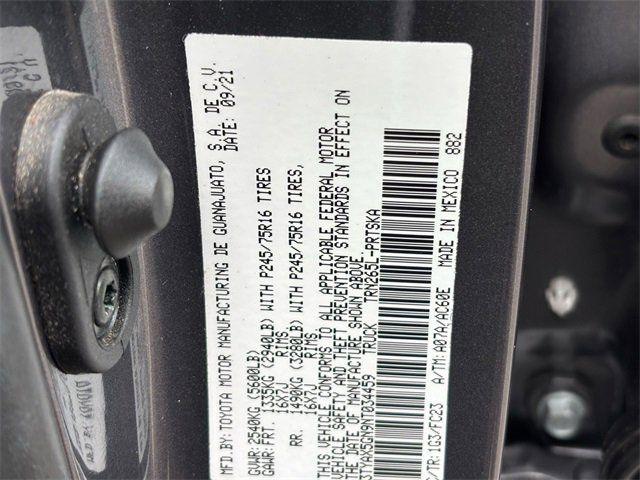 MFD.BY:TOYOTA MOTOR MANUFACTURING DE GUANAJUATO, S.A. DE C.V.
DATE: 09/21
GVWR: 2540KG (5600LB)
GAWR: FRT. 1335KG (2940LB) WITH P245/75R16 TIRES
16X7J RIMS
RR. 1490KG (3280LB) WITH P245/75R16 TIRES,
16X7J RIMS
THIS VEHICLE CONFORMS TO ALL APPLICABLE FEDERAL MOTOR
VEHICLE SAFETY AND THEFT PREVENTION STANDARDS IN EFFECT ON
THE DATE OF MANUFACTURE SHOWN ABOVE.
3TYAX5GN9NT034459 TRUCK TRN265L-PRTSKA
C/TR:1G3/FC23 A/TM:A07A/AC60E MADE IN MEXICO 882